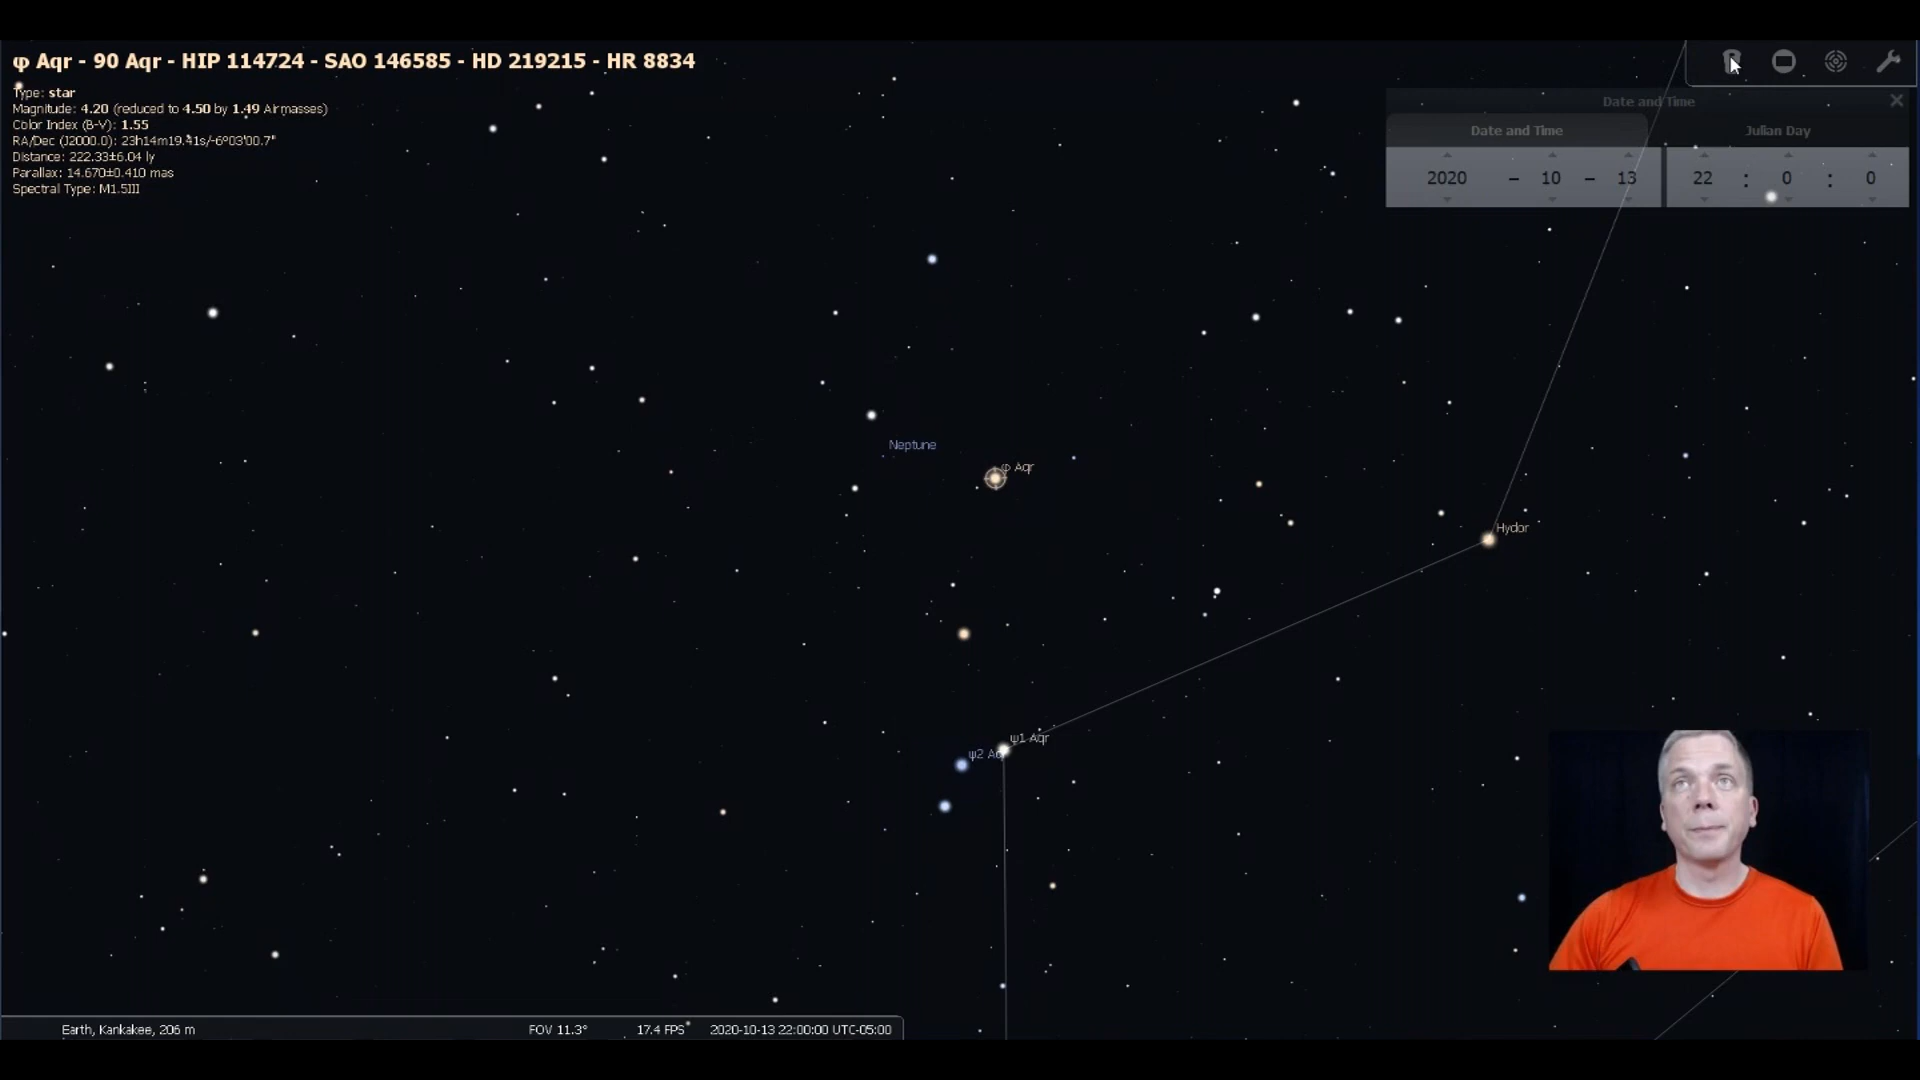 φ Aqr - 90 Aqr - HIP 114724 - SAO 146585 - HD 219215 - HR 8834
Type: star
Magnitude: 4.20 (reduced to 4.50 by 1.49 Airmasses)
Color Index (B-V): 1.55
RA/Dec (J2000.0): 23h14m19.41s/-6°03'00.7"
Distance: 222.33±6.04 ly
Parallax: 14.670±0.410 mas
Spectral Type: M1.5III
Date and Time
Date and Time Julian Day
2020 - 10 - 13 22 : 0 : 0
Neptune
φ Aqr
Hydor
ψ1 Aqr
ψ2 Aq
Earth, Kankakee, 206 m FOV 11.3° 17.4 FPS 2020-10-13 22:00:00 UTC-05:00